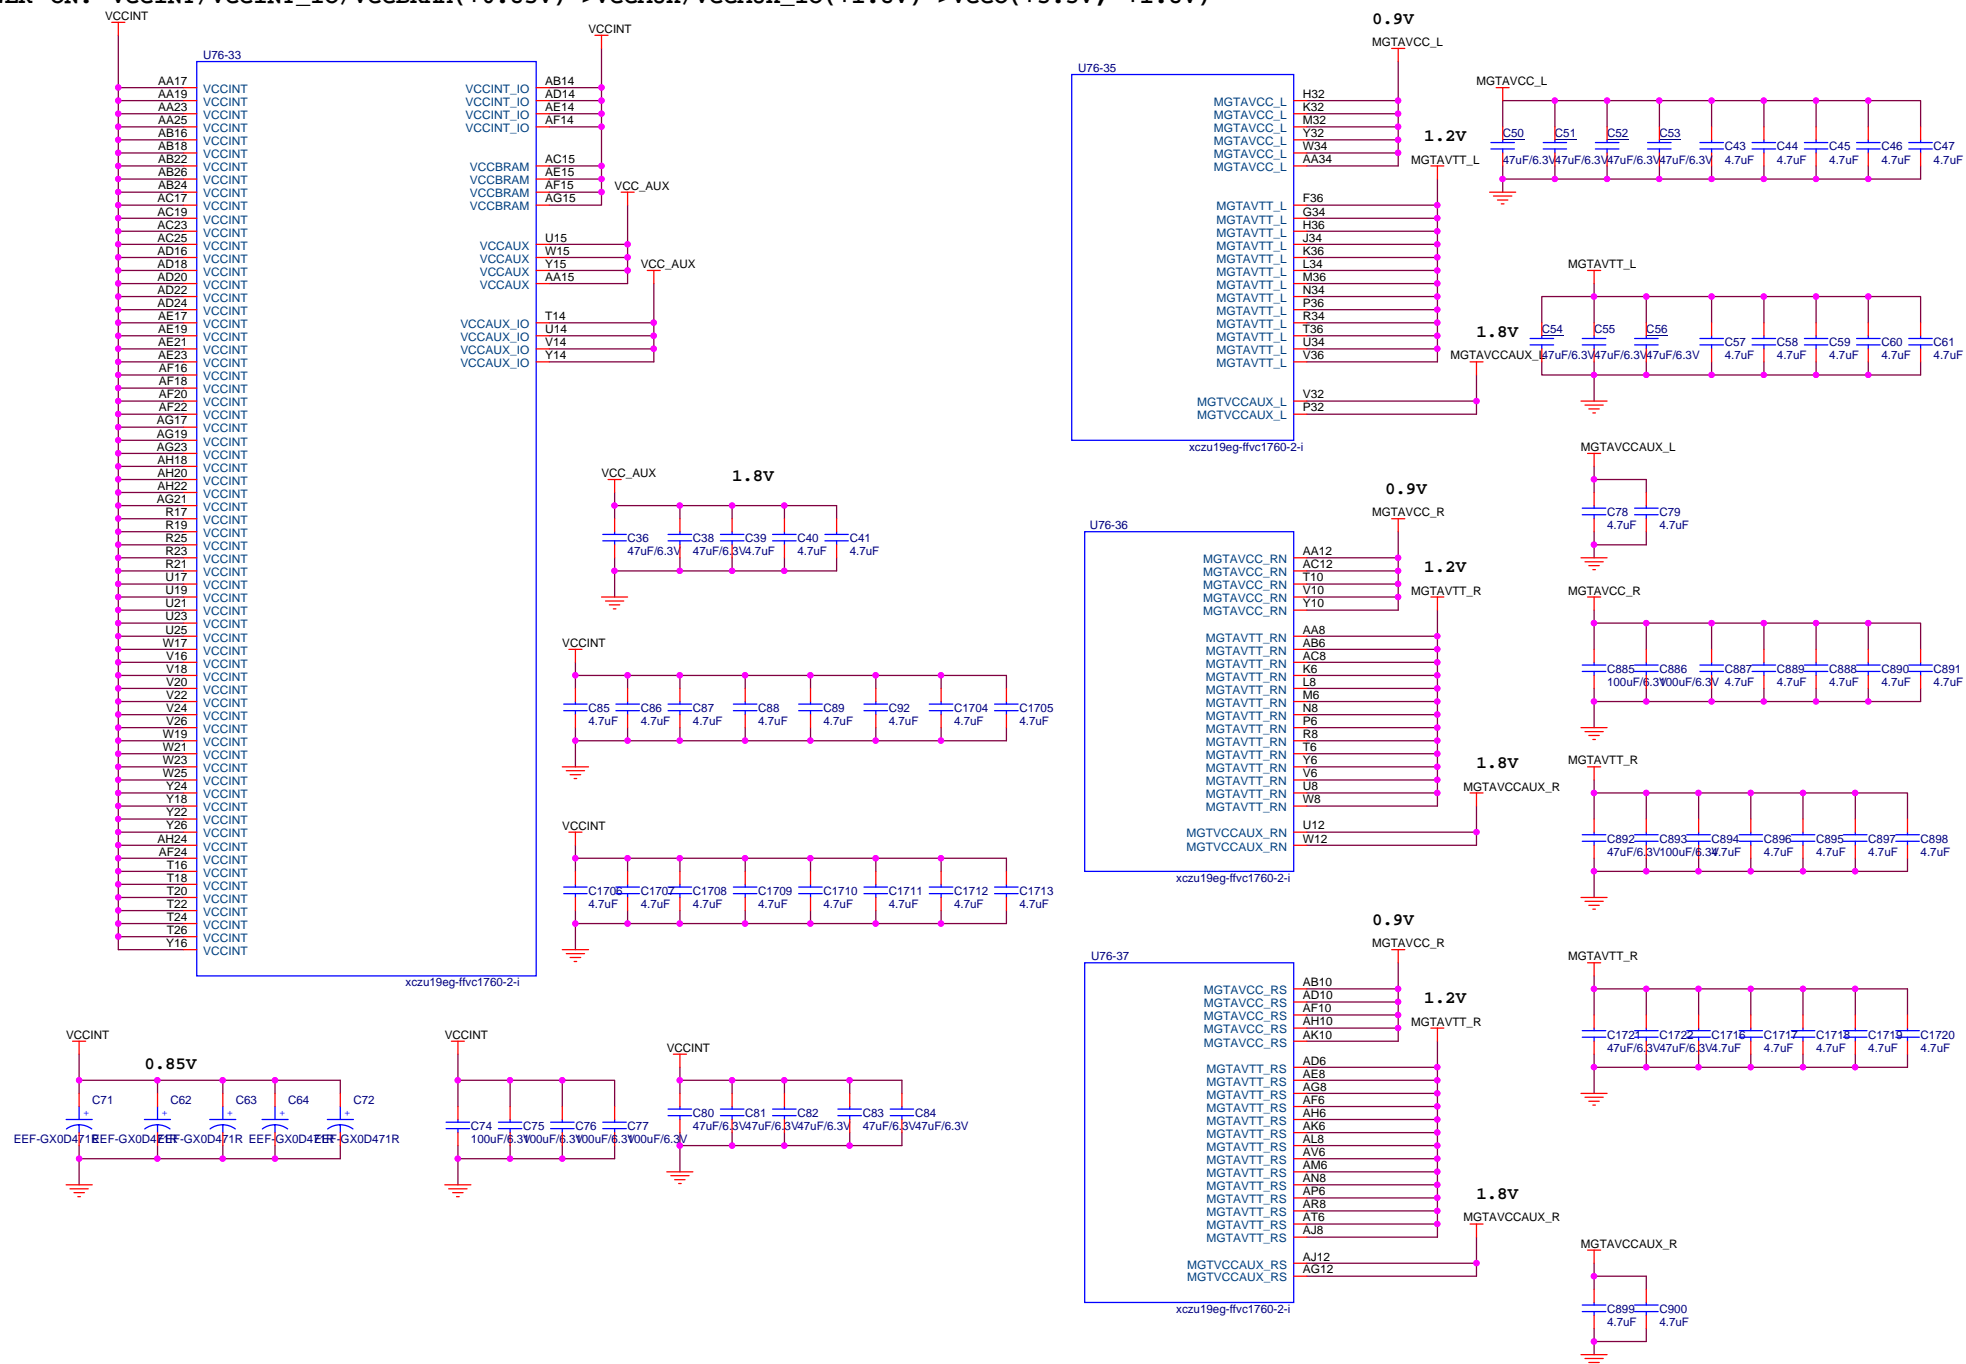 VCCINT
U76-33
AA17 VCCINT
AA19 VCCINT
AA23 VCCINT
AA25 VCCINT
AB16 VCCINT
AB18 VCCINT
AB22 VCCINT
AB26 VCCINT
AB24 VCCINT
AC17 VCCINT
AC19 VCCINT
AC23 VCCINT
AC25 VCCINT
AD16 VCCINT
AD18 VCCINT
AD20 VCCINT
AD22 VCCINT
AD24 VCCINT
AE17 VCCINT
AE19 VCCINT
AE21 VCCINT
AE23 VCCINT
AF16 VCCINT
AF18 VCCINT
AF20 VCCINT
AF22 VCCINT
AG17 VCCINT
AG19 VCCINT
AG23 VCCINT
AH18 VCCINT
AH20 VCCINT
AH22 VCCINT
AG21 VCCINT
R17 VCCINT
R19 VCCINT
R25 VCCINT
R23 VCCINT
R21 VCCINT
U17 VCCINT
U19 VCCINT
U21 VCCINT
U23 VCCINT
U25 VCCINT
W17 VCCINT
V16 VCCINT
V18 VCCINT
V20 VCCINT
V22 VCCINT
V24 VCCINT
V26 VCCINT
W19 VCCINT
W21 VCCINT
W23 VCCINT
W25 VCCINT
Y24 VCCINT
Y18 VCCINT
Y22 VCCINT
Y26 VCCINT
AH24 VCCINT
AF24 VCCINT
T16 VCCINT
T18 VCCINT
T20 VCCINT
T22 VCCINT
T24 VCCINT
T26 VCCINT
Y16 VCCINT
VCCINT
VCCINT_IO AB14
VCCINT_IO AD14
VCCINT_IO AE14
VCCINT_IO AF14
VCCBRAM AC15
VCCBRAM AE15
VCCBRAM AF15
VCCBRAM AG15
VCC_AUX
VCCAUX U15
VCCAUX W15
VCCAUX Y15
VCCAUX AA15
VCC_AUX
VCCAUX_IO T14
VCCAUX_IO U14
VCCAUX_IO V14
VCCAUX_IO Y14
xczu19eg-ffvc1760-2-i
VCC_AUX 1.8V
C36 C38 C39 C40 C41
47uF/6.3V 47uF/6.3V 4.7uF 4.7uF 4.7uF
VCCINT
C85 C86 C87 C88 C89 C92 C1704 C1705
4.7uF 4.7uF 4.7uF 4.7uF 4.7uF 4.7uF 4.7uF 4.7uF
VCCINT
C1706 C1707 C1708 C1709 C1710 C1711 C1712 C1713
4.7uF 4.7uF 4.7uF 4.7uF 4.7uF 4.7uF 4.7uF 4.7uF
VCCINT
0.85V
C71 C62 C63 C64 C72
+ + + + +
EEF-GX0D471R EEF-GX0D471R EEF-GX0D471R EEF-GX0D471R EEF-GX0D471R
VCCINT
C74 C75 C76 C77
100uF/6.3V 100uF/6.3V 100uF/6.3V 100uF/6.3V
VCCINT
C80 C81 C82 C83 C84
47uF/6.3V 47uF/6.3V 47uF/6.3V 47uF/6.3V 47uF/6.3V
0.9V
MGTAVCC_L
U76-35
MGTAVCC_L H32
MGTAVCC_L K32
MGTAVCC_L M32
MGTAVCC_L Y32
MGTAVCC_L W34
MGTAVCC_L AA34
1.2V
MGTAVTT_L
MGTAVTT_L F36
MGTAVTT_L G34
MGTAVTT_L H36
MGTAVTT_L J34
MGTAVTT_L K36
MGTAVTT_L L34
MGTAVTT_L M36
MGTAVTT_L N34
MGTAVTT_L P36
MGTAVTT_L R34
MGTAVTT_L T36
MGTAVTT_L U34
MGTAVTT_L V36
1.8V
MGTAVCCAUX_L
MGTVCCAUX_L V32
MGTVCCAUX_L P32
xczu19eg-ffvc1760-2-i
0.9V
MGTAVCC_R
U76-36
MGTAVCC_RN AA12
MGTAVCC_RN AC12
MGTAVCC_RN T10
MGTAVCC_RN V10
MGTAVCC_RN Y10
1.2V
MGTAVTT_R
MGTAVTT_RN AA8
MGTAVTT_RN AB6
MGTAVTT_RN AC8
MGTAVTT_RN K6
MGTAVTT_RN L8
MGTAVTT_RN M6
MGTAVTT_RN N8
MGTAVTT_RN P6
MGTAVTT_RN R8
MGTAVTT_RN T6
MGTAVTT_RN Y6
MGTAVTT_RN V6
MGTAVTT_RN U8
MGTAVTT_RN W8
1.8V
MGTAVCCAUX_R
MGTVCCAUX_RN U12
MGTVCCAUX_RN W12
xczu19eg-ffvc1760-2-i
0.9V
MGTAVCC_R
U76-37
MGTAVCC_RS AB10
MGTAVCC_RS AD10
MGTAVCC_RS AF10
MGTAVCC_RS AH10
MGTAVCC_RS AK10
1.2V
MGTAVTT_R
MGTAVTT_RS AD6
MGTAVTT_RS AE8
MGTAVTT_RS AG8
MGTAVTT_RS AF6
MGTAVTT_RS AH6
MGTAVTT_RS AK6
MGTAVTT_RS AL8
MGTAVTT_RS AV6
MGTAVTT_RS AM6
MGTAVTT_RS AN8
MGTAVTT_RS AP6
MGTAVTT_RS AR8
MGTAVTT_RS AT6
MGTAVTT_RS AJ8
1.8V
MGTAVCCAUX_R
MGTVCCAUX_RS AJ12
MGTVCCAUX_RS AG12
xczu19eg-ffvc1760-2-i
MGTAVCC_L
C50 C51 C52 C53 C43 C44 C45 C46 C47
47uF/6.3V 47uF/6.3V 47uF/6.3V 47uF/6.3V 4.7uF 4.7uF 4.7uF 4.7uF 4.7uF
MGTAVTT_L
C54 C55 C56 C57 C58 C59 C60 C61
47uF/6.3V 47uF/6.3V 47uF/6.3V 4.7uF 4.7uF 4.7uF 4.7uF 4.7uF
MGTAVCCAUX_L
C78 C79
4.7uF 4.7uF
MGTAVCC_R
C885 C886 C887 C889 C888 C890 C891
100uF/6.3V 100uF/6.3V 4.7uF 4.7uF 4.7uF 4.7uF 4.7uF
MGTAVTT_R
C892 C893 C894 C896 C895 C897 C898
47uF/6.3V 100uF/6.3V 4.7uF 4.7uF 4.7uF 4.7uF 4.7uF
MGTAVTT_R
C1721 C1722 C1716 C1717 C1718 C1719 C1720
47uF/6.3V 47uF/6.3V 4.7uF 4.7uF 4.7uF 4.7uF 4.7uF
MGTAVCCAUX_R
C899 C900
4.7uF 4.7uF